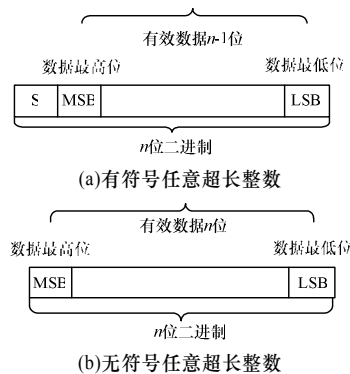 有效数据n-1位
数据最高位 数据最低位
S MSB LSB
n位二进制
(a)有符号任意超长整数
有效数据n位
数据最高位 数据最低位
MSB LSB
n位二进制
(b)无符号任意超长整数